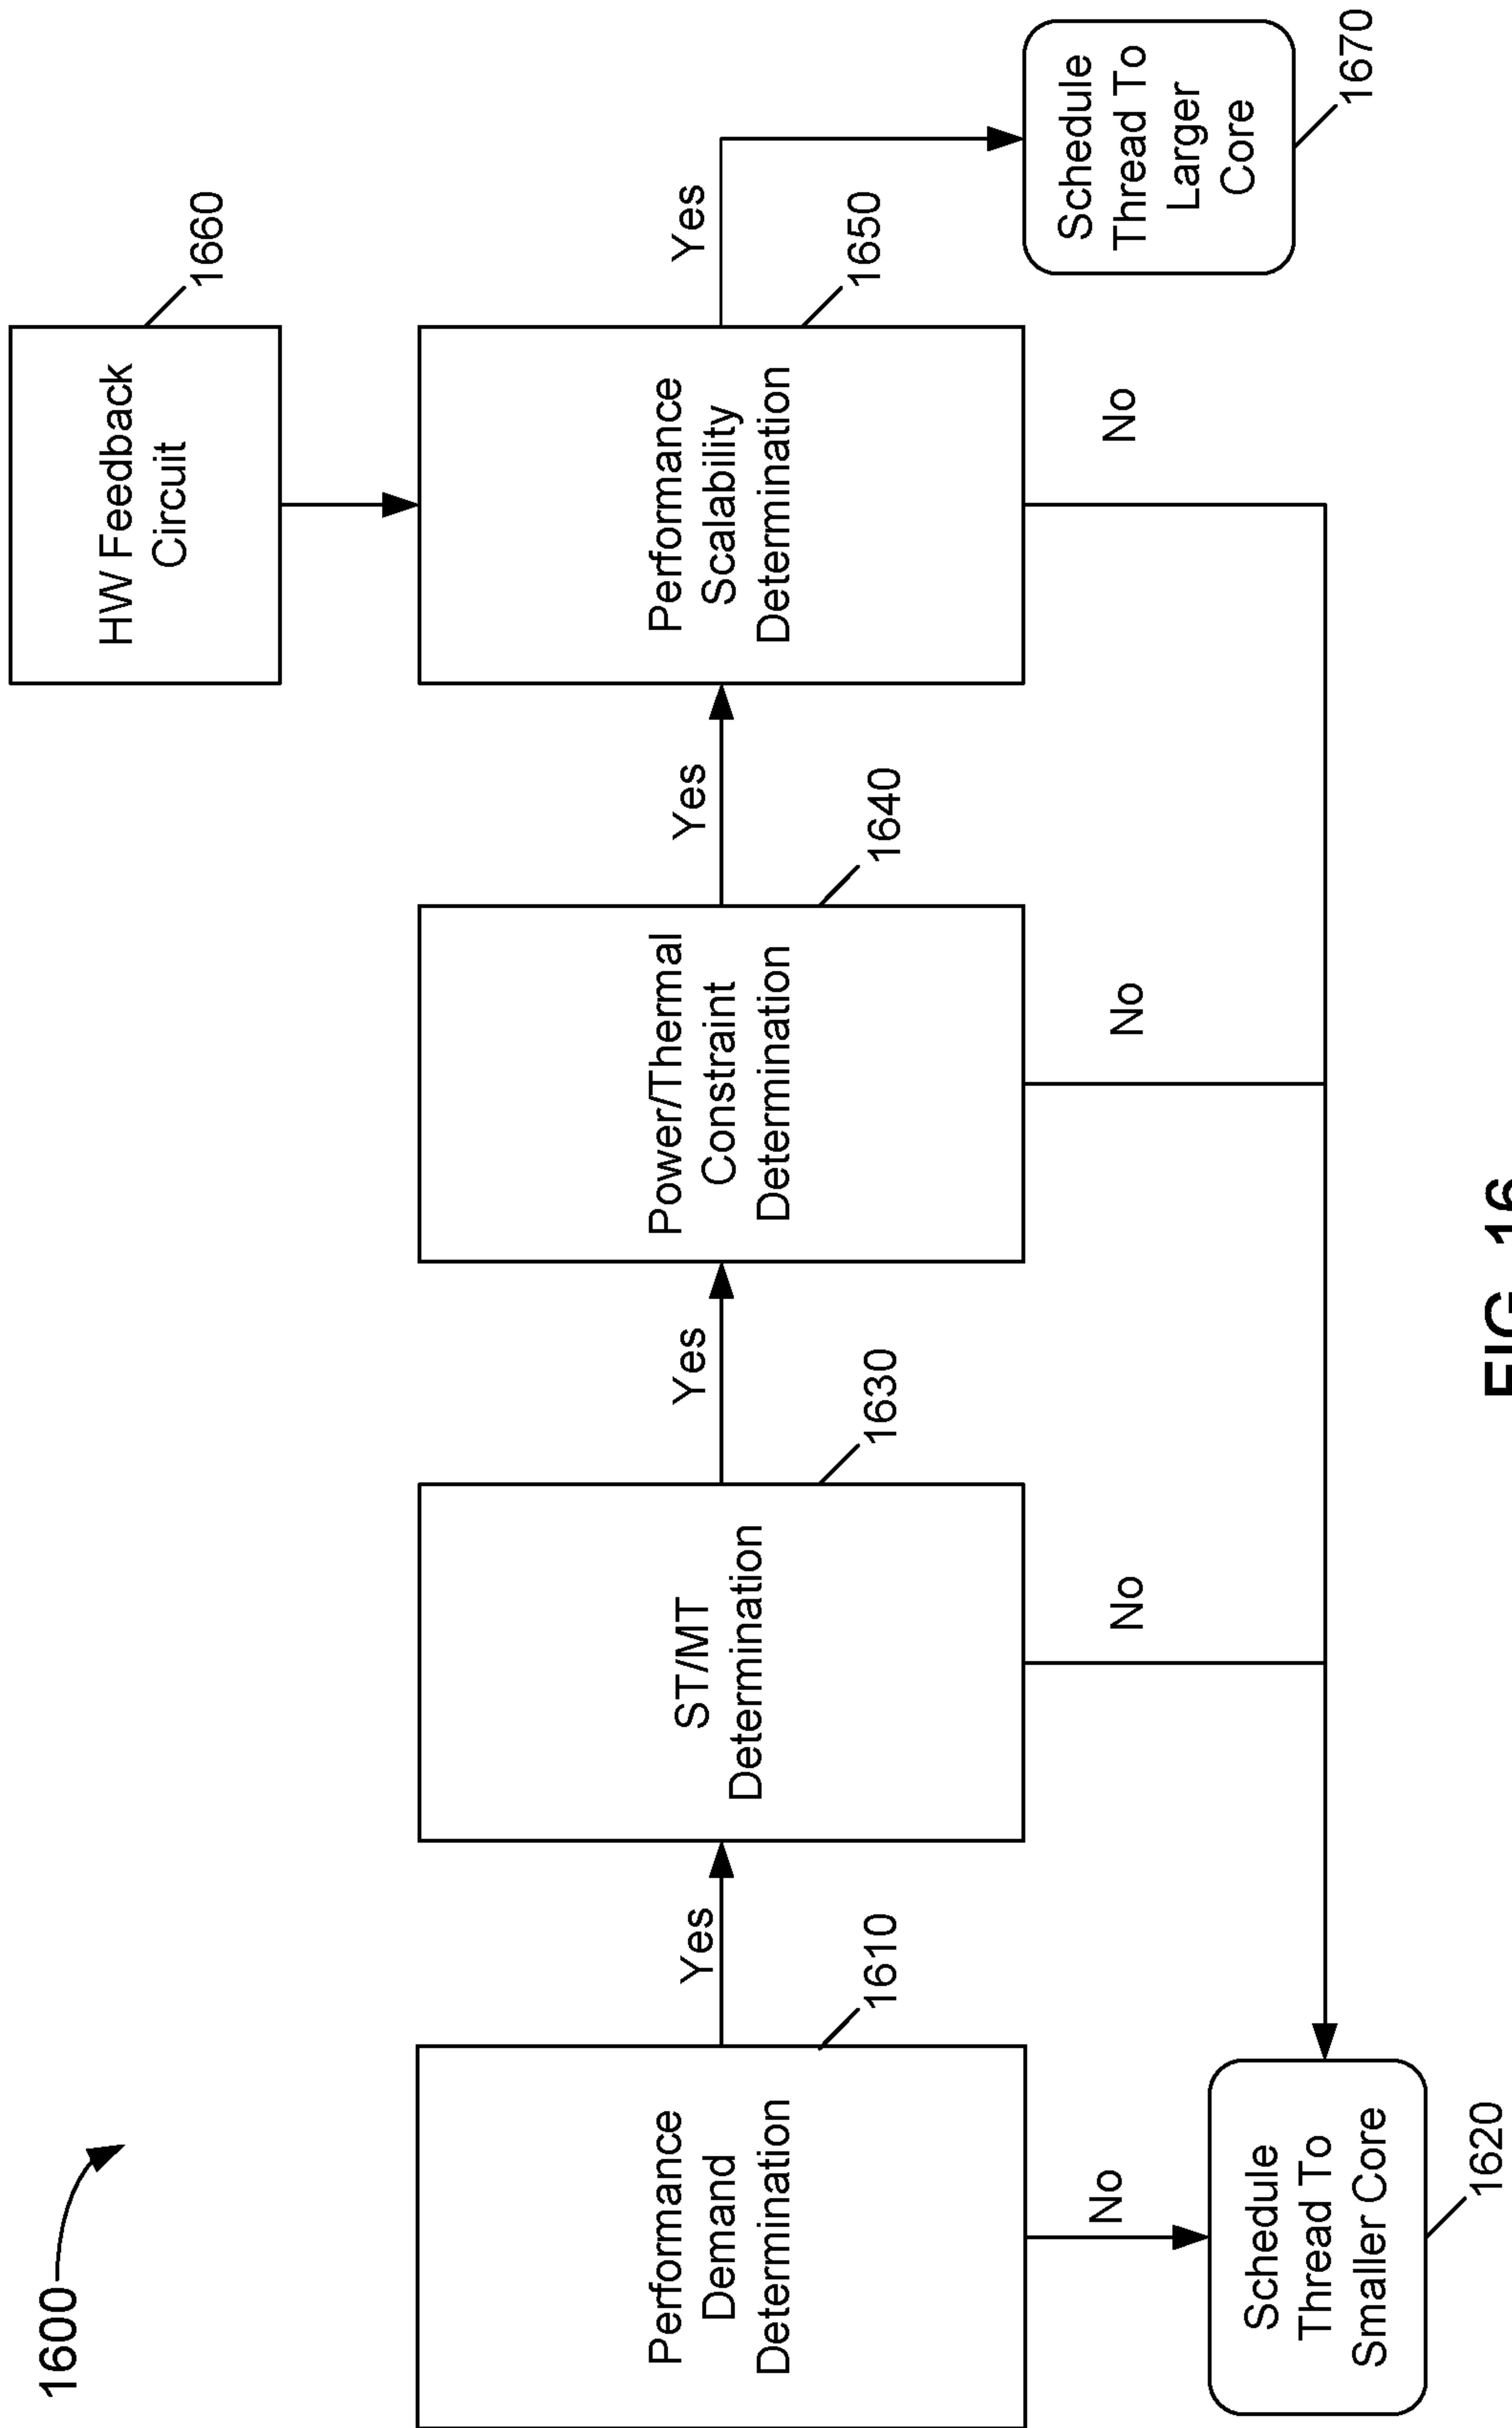 1600
HW Feedback
Circuit
1660
Performance
Demand
Determination
1610
Yes
ST/MT
Determination
1630
Yes
Power/Thermal
Constraint
Determination
1640
Yes
Performance
Scalability
Determination
1650
Yes
No
No
No
No
Schedule
Thread To
Smaller Core
1620
Schedule
Thread To
Larger
Core
1670
FIG. 16